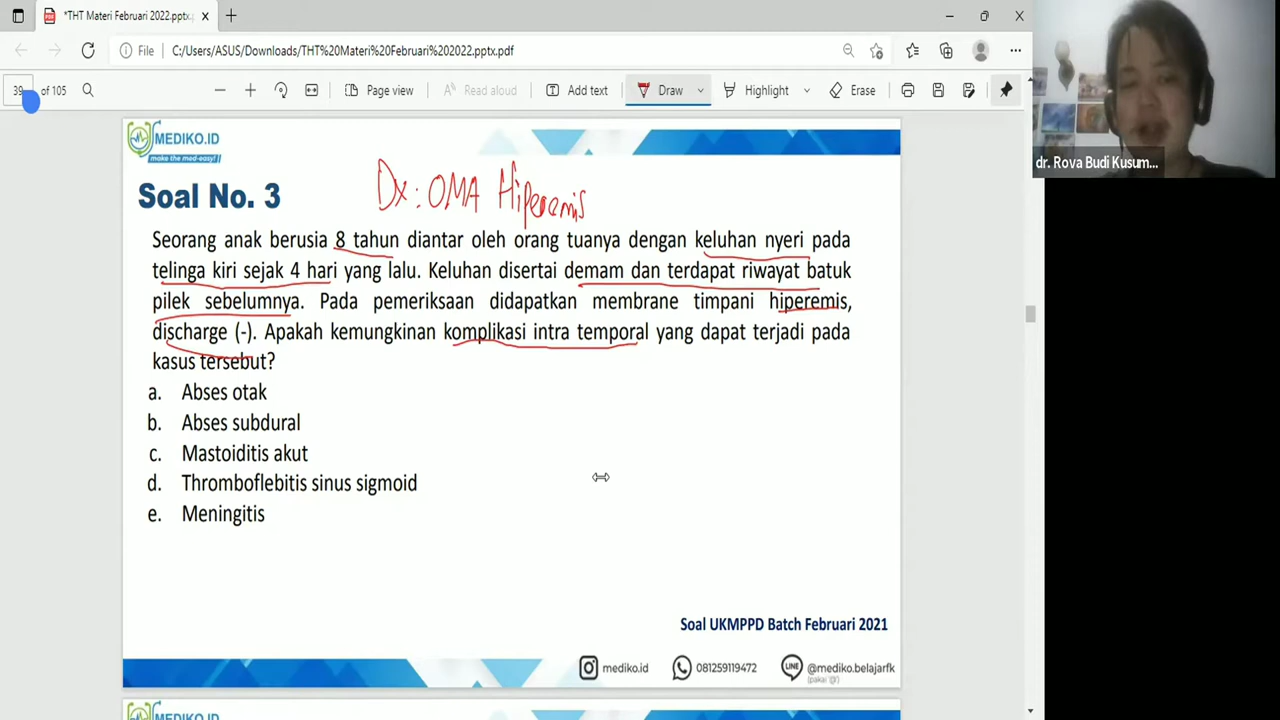 *THT Materi Februari 2022.pptx.p
File
C:/Users/ASUS/Downloads/THT%20Materi%20Februari%202022.pptx.pdf
39 of 105
Page view
Read aloud
Add text
Draw
Highlight
Erase
dr. Rova Budi Kusum...
MEDIKO.ID
make the med-easy!
Soal No. 3
Dx: OMA Hiperemis
Seorang anak berusia 8 tahun diantar oleh orang tuanya dengan keluhan nyeri pada
telinga kiri sejak 4 hari yang lalu. Keluhan disertai demam dan terdapat riwayat batuk
pilek sebelumnya. Pada pemeriksaan didapatkan membrane timpani hiperemis,
discharge (-). Apakah kemungkinan komplikasi intra temporal yang dapat terjadi pada
kasus tersebut?
a. Abses otak
b. Abses subdural
c. Mastoiditis akut
d. Thromboflebitis sinus sigmoid
e. Meningitis
Soal UKMPPD Batch Februari 2021
mediko.id
081259119472
LINE
@mediko.belajarfk
MEDIKO.ID